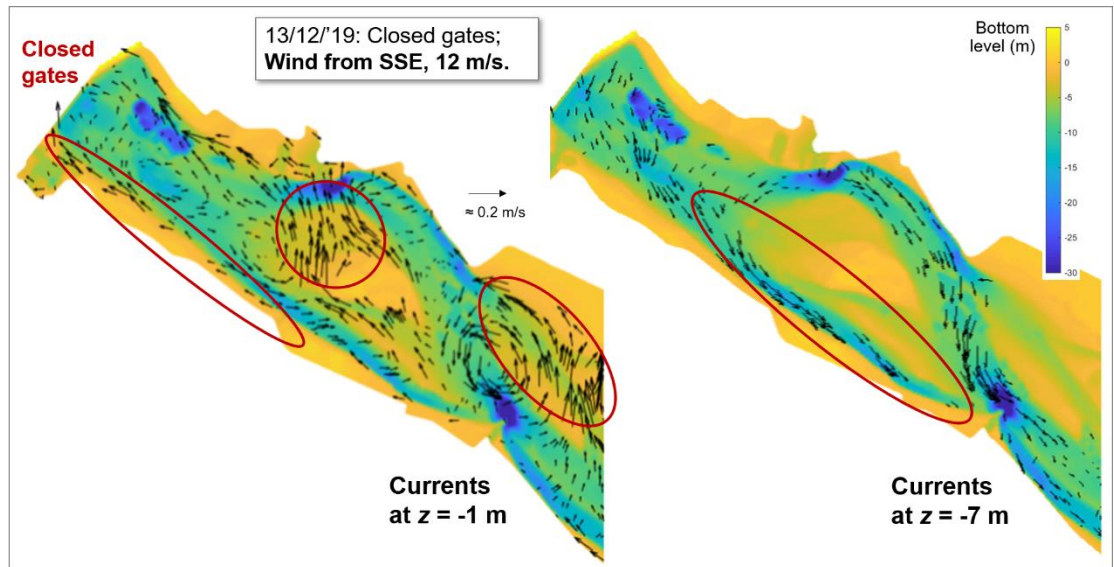 13/12/'19: Closed gates;
Wind from SSE, 12 m/s.
Closed
gates
≈ 0.2 m/s
Currents
at z = -1 m
Bottom
level (m)
5
0
-5
-10
-15
-20
-25
-30
Currents
at z = -7 m